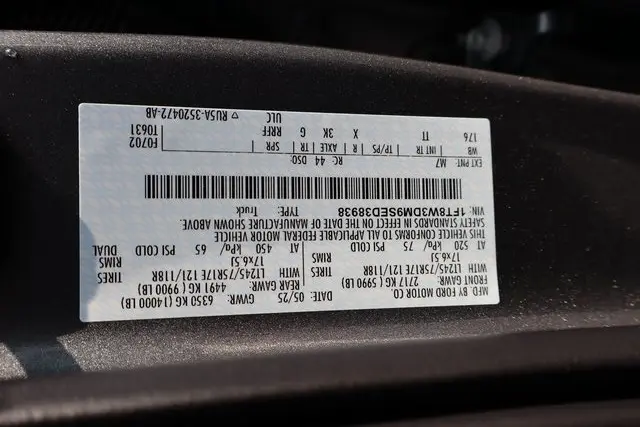 MFD. BY FORD MOTOR CO.
DATE: 05/25 GVWR: 6350 KG (14000 LB)
FRONT GAWR: 2717 KG (5990 LB) REAR GAWR: 4491 KG (9900 LB)
LT245/75R17E 121/118R WITH TIRES LT245/75R17E 121/118R WITH TIRES
17x6.5J RIMS 17x6.5J RIMS
AT 520 kPa/ 75 PSI COLD 450 kPa/ 65 PSI COLD DUAL
THIS VEHICLE CONFORMS TO ALL APPLICABLE FEDERAL MOTOR VEHICLE
SAFETY STANDARDS IN EFFECT ON THE DATE OF MANUFACTURE SHOWN ABOVE.
VIN: 1FT8W3DM9SED38938 TYPE: Truck
EXT PNT: M7 RC: 44 DSO: F0702
WB INT TR TP/PS R AXLE TR SPR T0631
176 TT X 3K G RRFF
ULC ▽ RU5A-3520472-AB